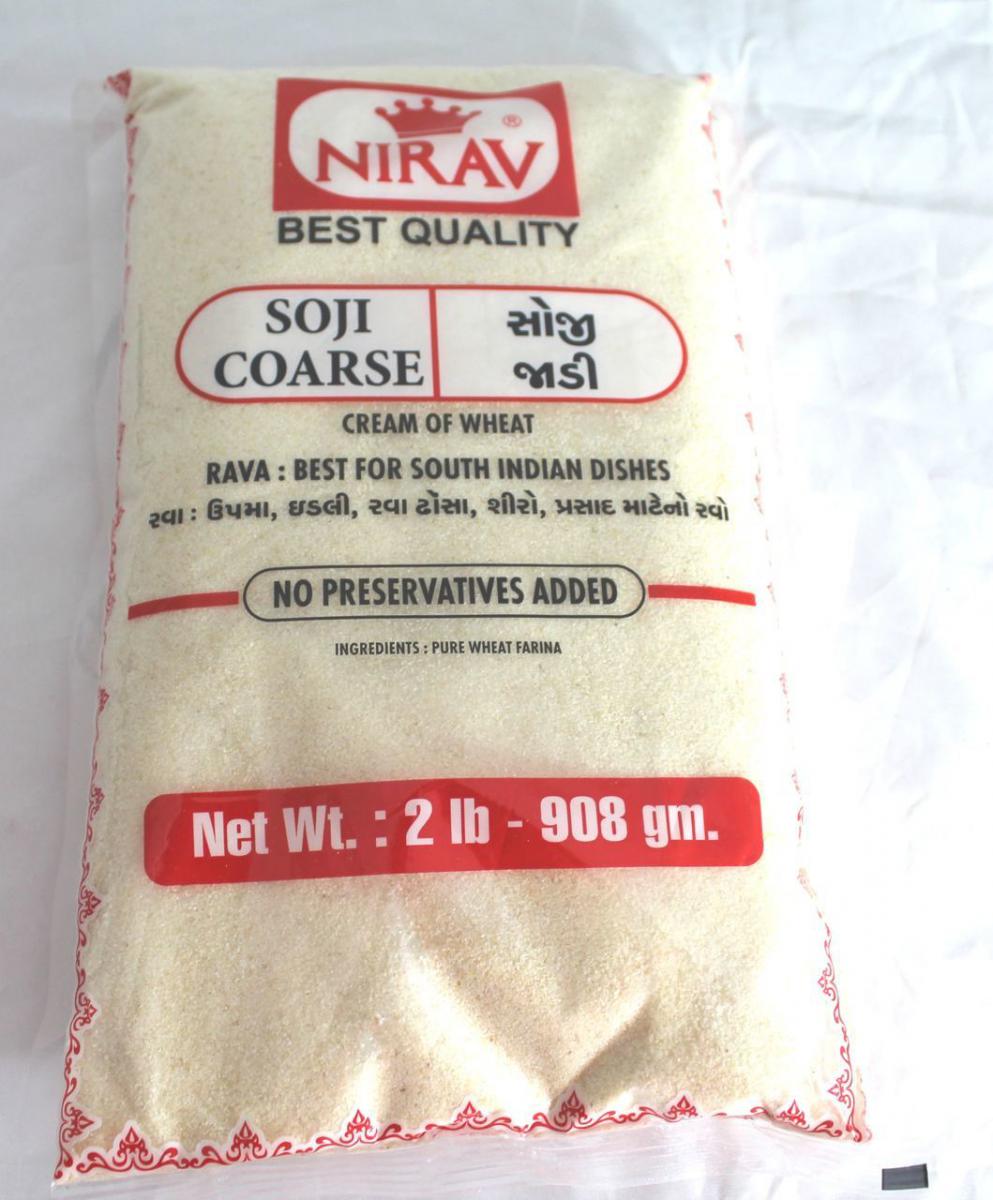 NIRAV ®
BEST QUALITY
SOJI
COARSE
સોજી
જાડી
CREAM OF WHEAT
RAVA : BEST FOR SOUTH INDIAN DISHES
રવા : ઉપમા, ઇડલી, રવા ઢોંસા, શીરો, પ્રસાદ માટેનો રવો
NO PRESERVATIVES ADDED
INGREDIENTS : PURE WHEAT FARINA
Net Wt. : 2 lb - 908 gm.